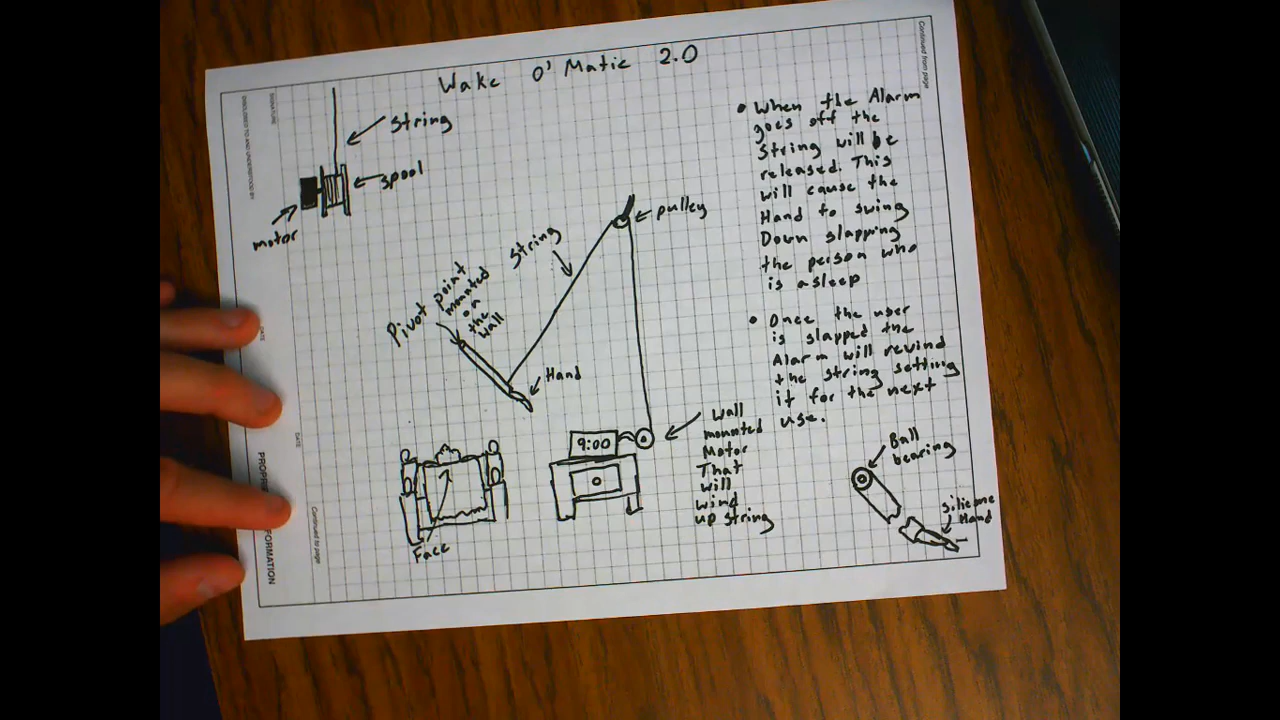 Wake O' Matic 2.0
String
spool
motor
pulley
String
Pivot point
mounted
on
the
wall
Hand
9:00
Face
Wall
mounted
Motor
That
will
wind
up string
• When the Alarm
goes off the
String will be
released. This
will cause the
Hand to swing
Down slapping
the person who
is asleep
• Once the user
is slapped the
Alarm will rewind
the string setting
it for the next
use.
Ball
bearing
silicone
Hand
Continued from page
SIGNATURE
DISCLOSED TO AND UNDERSTOOD BY
DATE
DATE
Continued to page
PROPRI
FORMATION